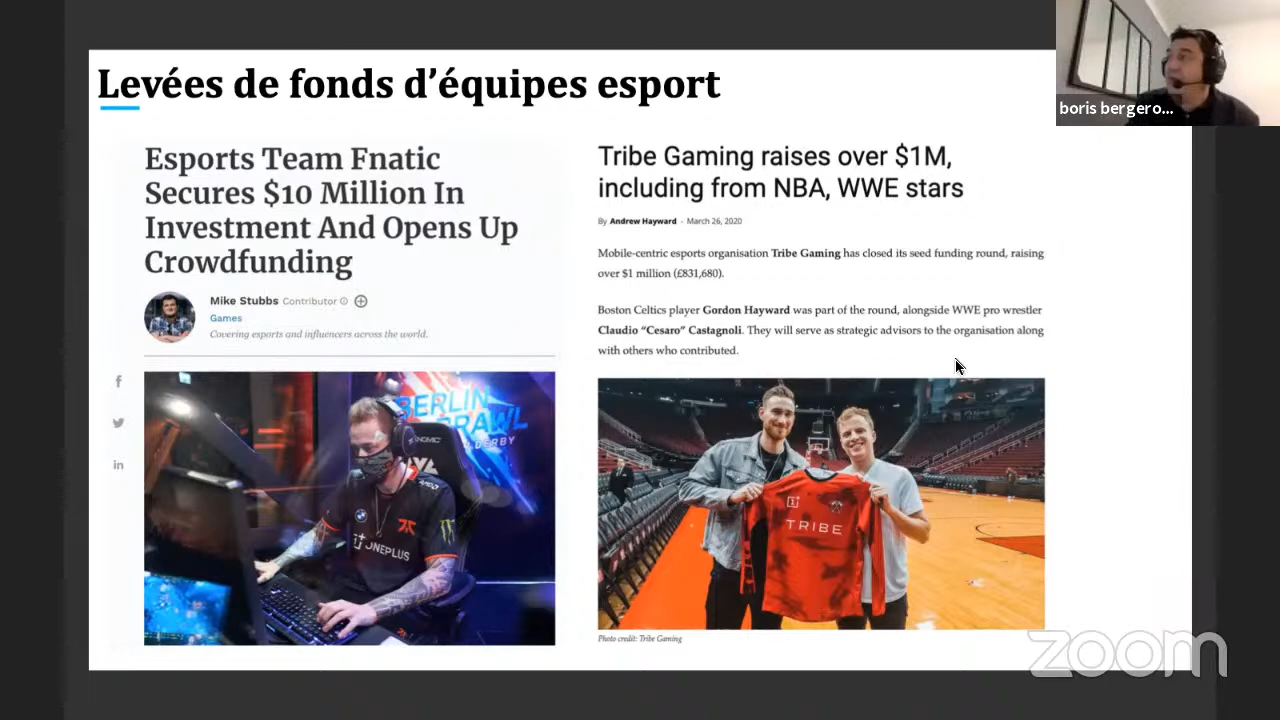 Levées de fonds d’équipes esport
boris bergero...
Esports Team Fnatic
Secures $10 Million In
Investment And Opens Up
Crowdfunding
Mike Stubbs Contributor
Games
Covering esports and influencers across the world.
BERLIN
BRAWL
DERBY
AMD
ONEPLUS
Tribe Gaming raises over $1M,
including from NBA, WWE stars
By Andrew Hayward - March 26, 2020
Mobile-centric esports organisation Tribe Gaming has closed its seed funding round, raising
over $1 million (£831,680).
Boston Celtics player Gordon Hayward was part of the round, alongside WWE pro wrestler
Claudio “Cesaro” Castagnoli. They will serve as strategic advisors to the organisation along
with others who contributed.
TRIBE
Photo credit: Tribe Gaming
zoom